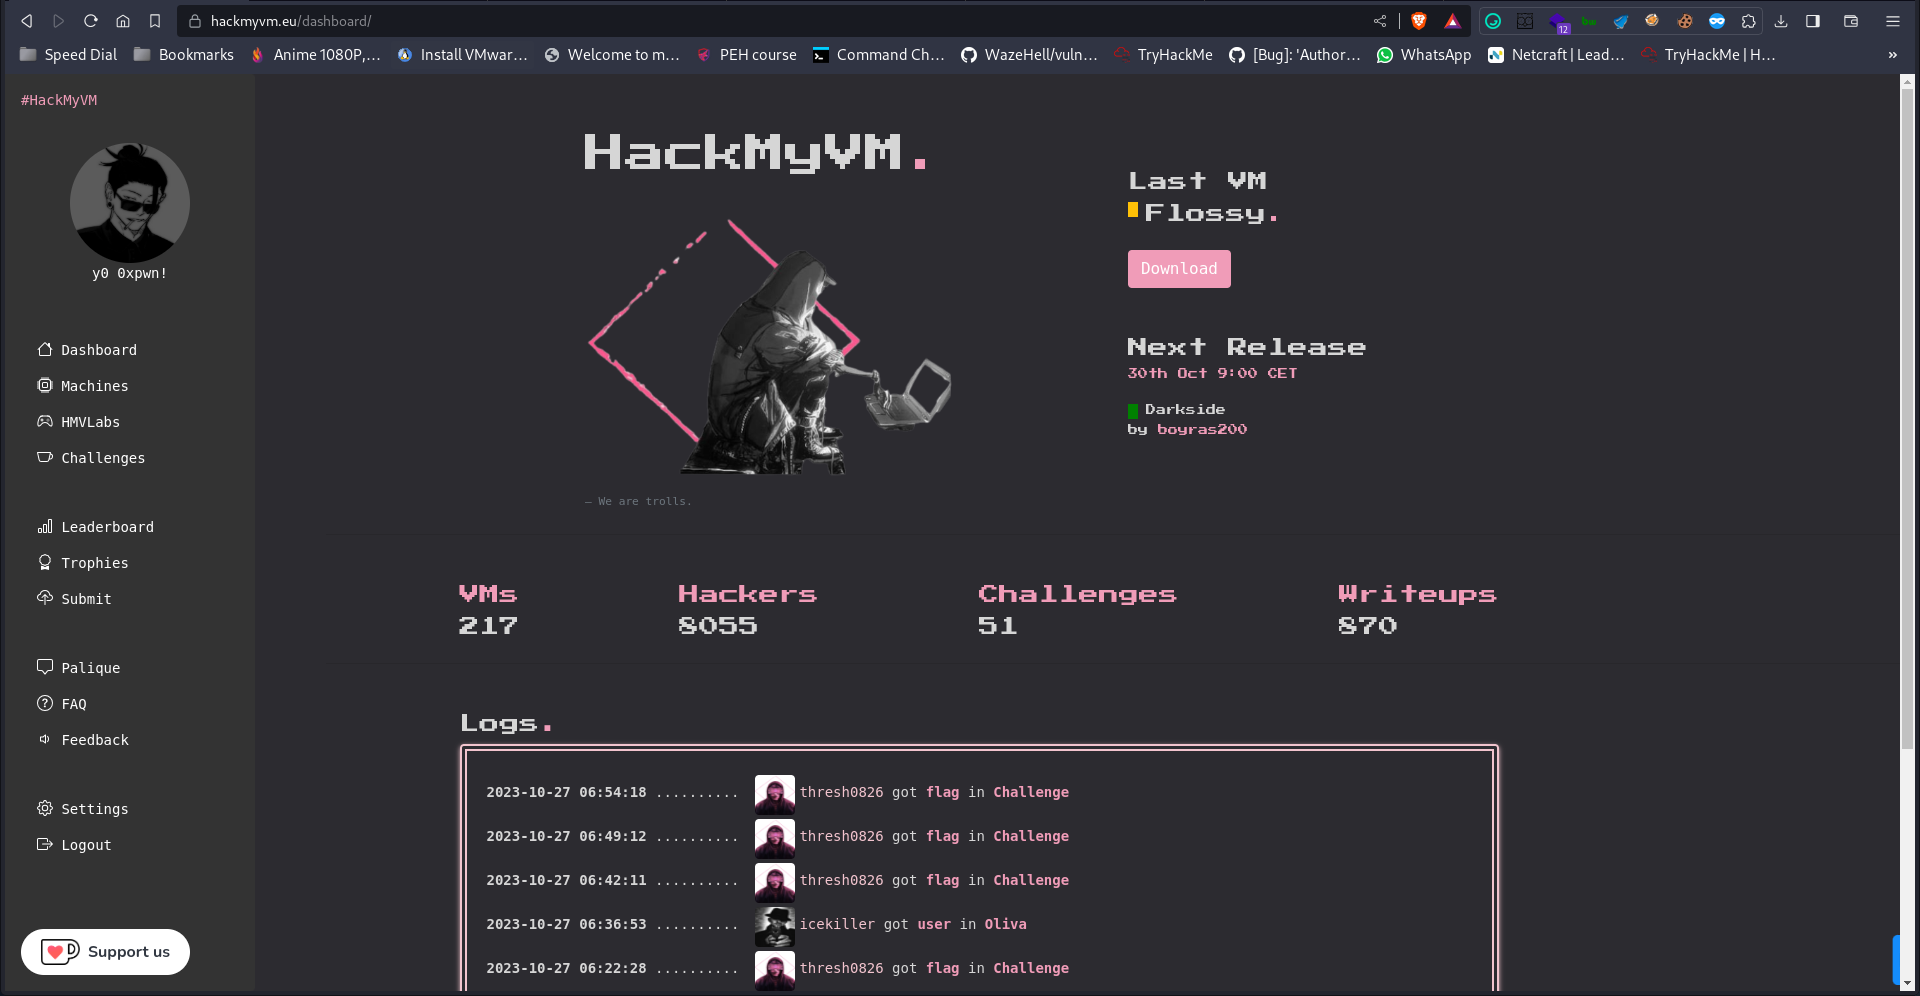 hackmyvm.eu/dashboard/
12
Speed Dial
Bookmarks
Anime 1080P,...
Install VMwar...
Welcome to m...
PEH course
Command Ch...
WazeHell/vuln...
TryHackMe
[Bug]: 'Author...
WhatsApp
Netcraft | Lead...
TryHackMe | H...
»
#HackMyVM
y0 0xpwn!
Dashboard
Machines
HMVLabs
Challenges
Leaderboard
Trophies
Submit
Palique
FAQ
Feedback
Settings
Logout
Support us
HackMyVM.
— We are trolls.
Last VM
Flossy.
Download
Next Release
30th Oct 9:00 CET
Darkside
by boyras200
VMs
217
Hackers
8055
Challenges
51
Writeups
870
Logs.
2023-10-27 06:54:18 .......... thresh0826 got flag in Challenge
2023-10-27 06:49:12 .......... thresh0826 got flag in Challenge
2023-10-27 06:42:11 .......... thresh0826 got flag in Challenge
2023-10-27 06:36:53 .......... icekiller got user in Oliva
2023-10-27 06:22:28 .......... thresh0826 got flag in Challenge